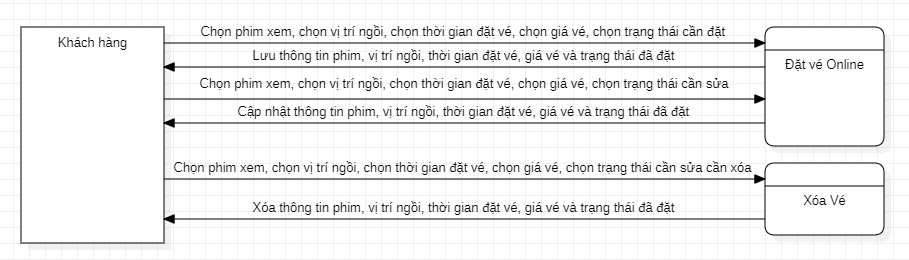 Khách hàng
Chọn phim xem, chọn vị trí ngồi, chọn thời gian đặt vé, chọn giá vé, chọn trạng thái cần đặt
Lưu thông tin phim, vị trí ngồi, thời gian đặt vé, giá vé và trạng thái đã đặt
Đặt vé Online
Chọn phim xem, chọn vị trí ngồi, chọn thời gian đặt vé, chọn giá vé, chọn trạng thái cần sửa
Cập nhật thông tin phim, vị trí ngồi, thời gian đặt vé, giá vé và trạng thái đã đặt
Chọn phim xem, chọn vị trí ngồi, chọn thời gian đặt vé, chọn giá vé, chọn trạng thái cần sửa cần xóa
Xóa thông tin phim, vị trí ngồi, thời gian đặt vé, giá vé và trạng thái đã đặt
Xóa Vé